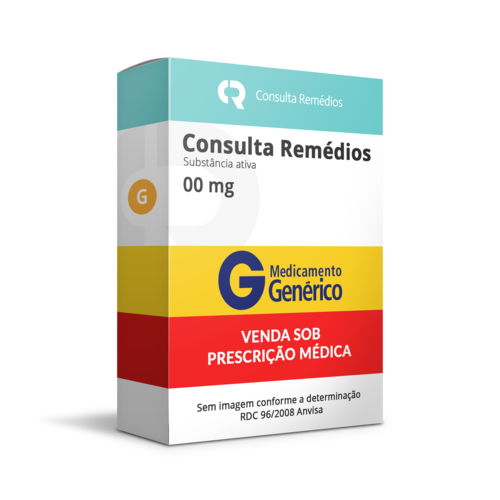 CR Consulta Remédios
Consulta Remédios
Substância ativa
00 mg
G
G Medicamento
Genérico
VENDA SOB
PRESCRIÇÃO MÉDICA
Sem imagem conforme a determinação
RDC 96/2008 Anvisa